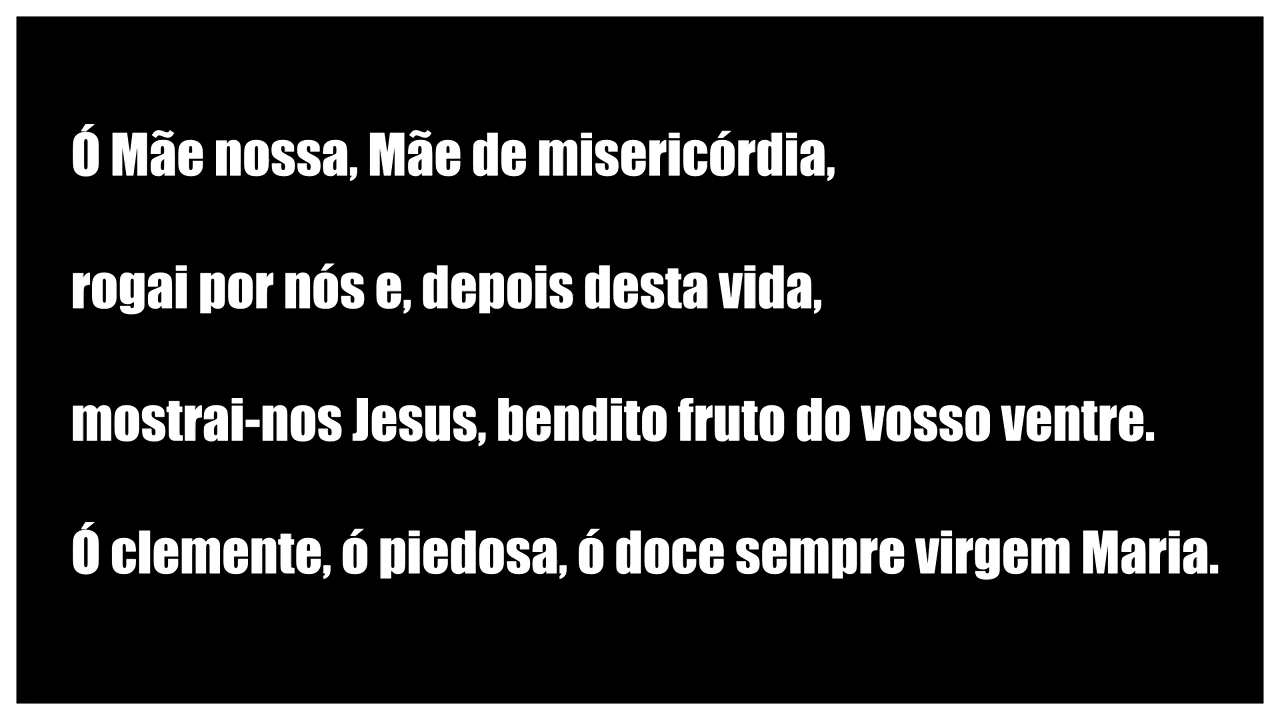 Ó Mãe nossa, Mãe de misericórdia,
rogai por nós e, depois desta vida,
mostrai-nos Jesus, bendito fruto do vosso ventre.
Ó clemente, ó piedosa, ó doce sempre virgem Maria.